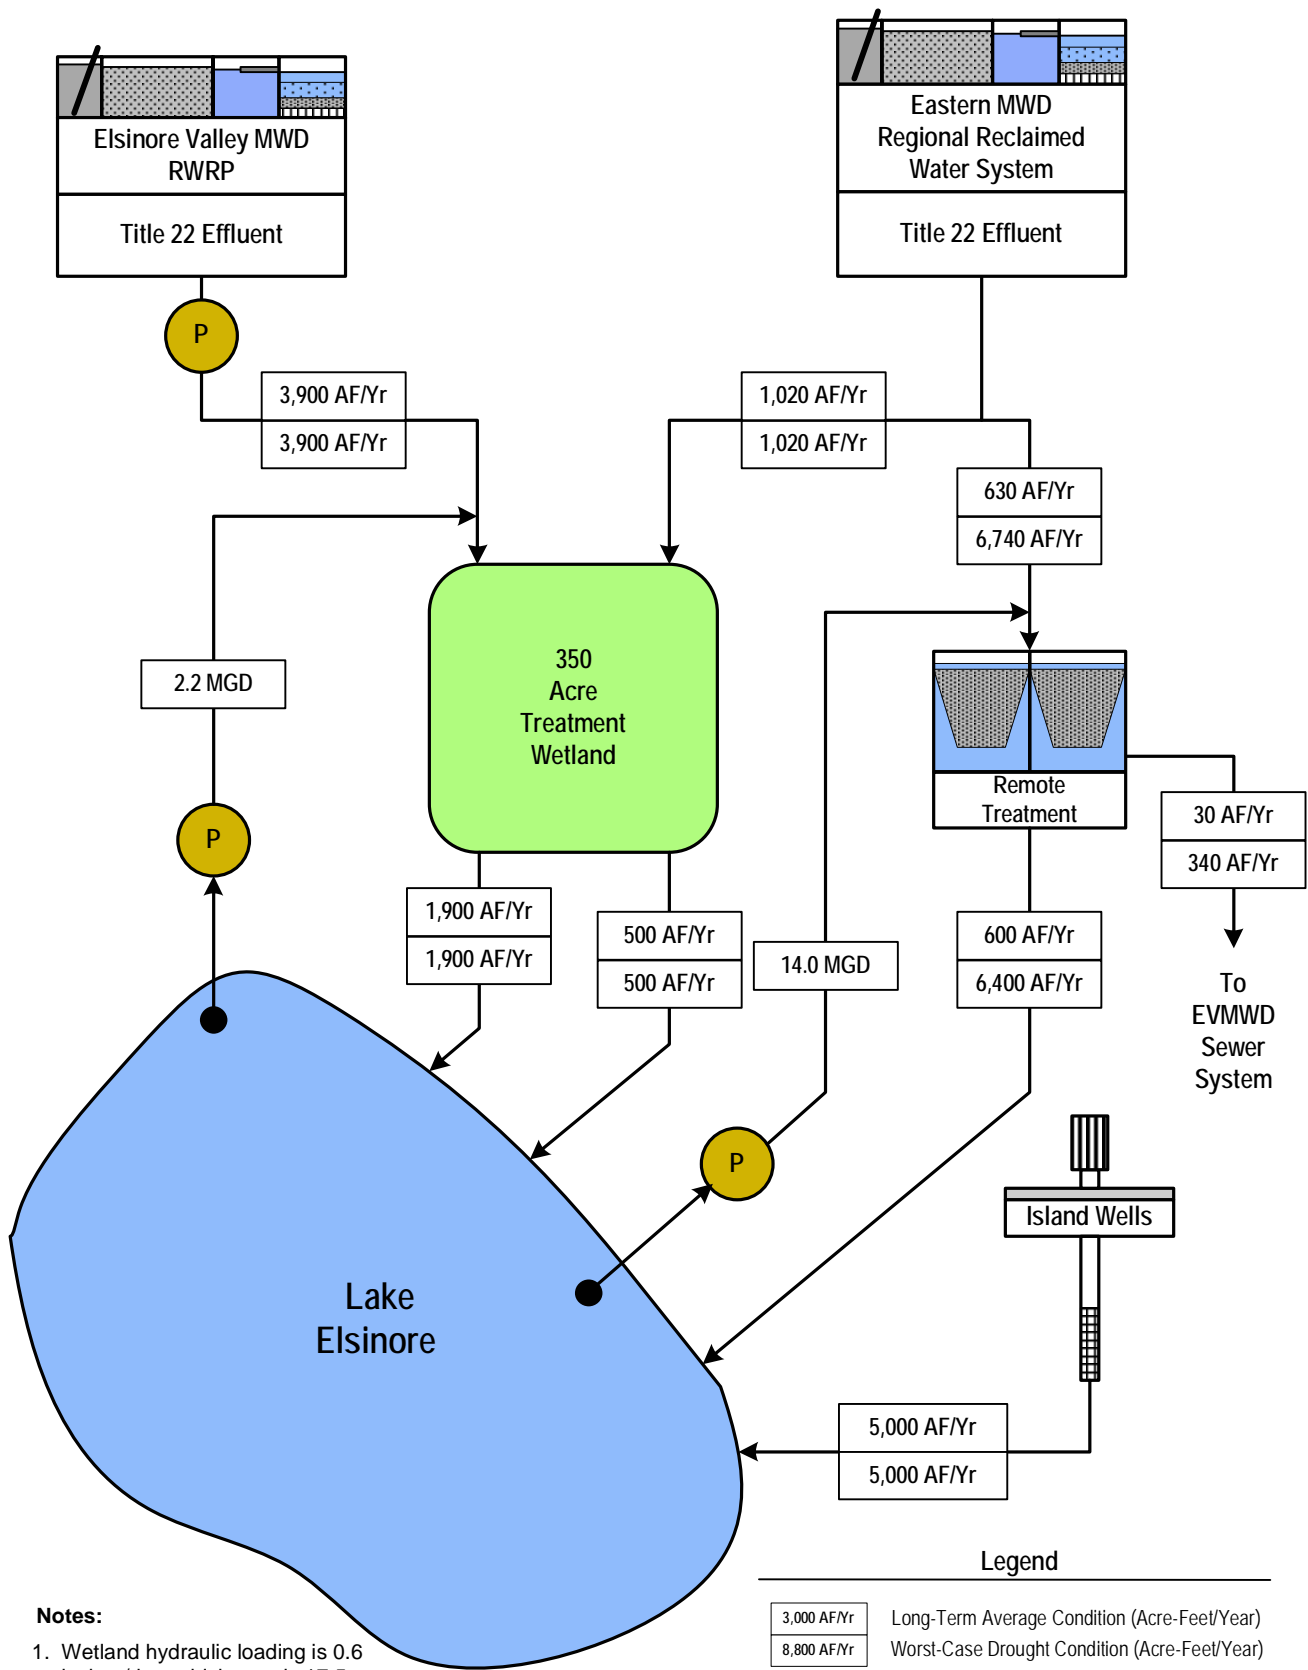 Elsinore Valley MWD
RWRP
Title 22 Effluent
Eastern MWD
Regional Reclaimed
Water System
Title 22 Effluent
P
3,900 AF/Yr
3,900 AF/Yr
1,020 AF/Yr
1,020 AF/Yr
630 AF/Yr
6,740 AF/Yr
2.2 MGD
350
Acre
Treatment
Wetland
Remote
Treatment
30 AF/Yr
340 AF/Yr
P
1,900 AF/Yr
1,900 AF/Yr
500 AF/Yr
500 AF/Yr
14.0 MGD
600 AF/Yr
6,400 AF/Yr
To
EVMWD
Sewer
System
P
Island Wells
Lake
Elsinore
5,000 AF/Yr
5,000 AF/Yr
Legend
3,000 AF/Yr Long-Term Average Condition (Acre-Feet/Year)
8,800 AF/Yr Worst-Case Drought Condition (Acre-Feet/Year)
Notes:
1. Wetland hydraulic loading is 0.6